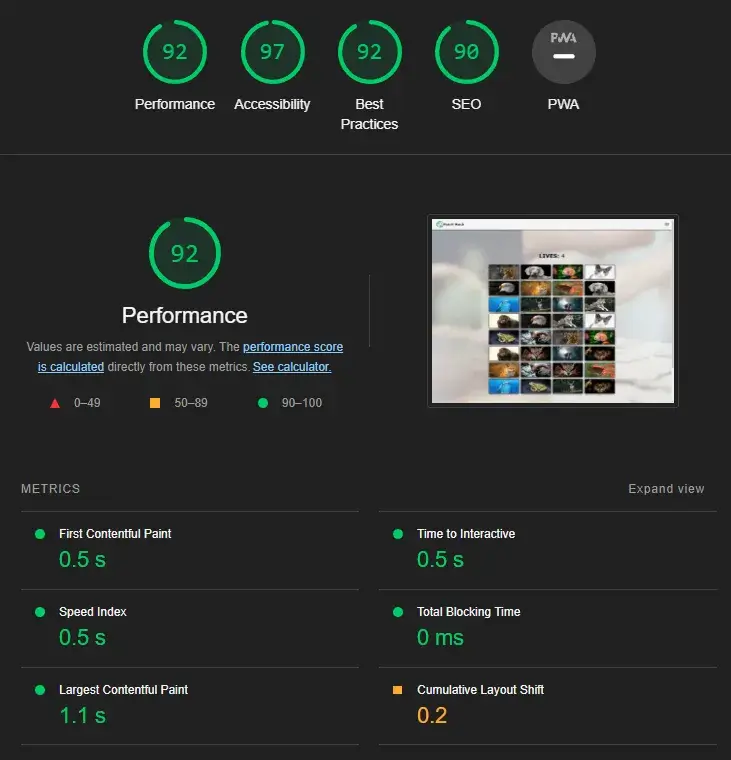 92 97 92 90 PWA
Performance Accessibility Best Practices SEO PWA
92
Performance
Values are estimated and may vary. The performance score
is calculated directly from these metrics. See calculator.
0–49 50–89 90–100
LIVES: 4
METRICS Expand view
First Contentful Paint
0.5 s
Time to Interactive
0.5 s
Speed Index
0.5 s
Total Blocking Time
0 ms
Largest Contentful Paint
1.1 s
Cumulative Layout Shift
0.2